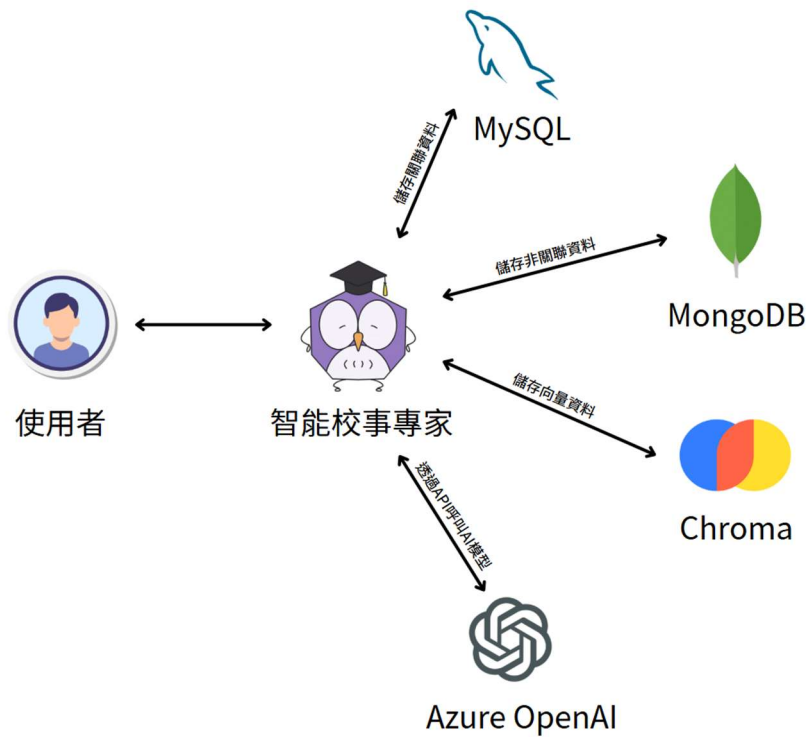 MySQL
儲存關聯資料
儲存非關聯資料
MongoDB
使用者
智能校事專家
儲存向量資料
Chroma
透過API呼叫AI模型
Azure OpenAI